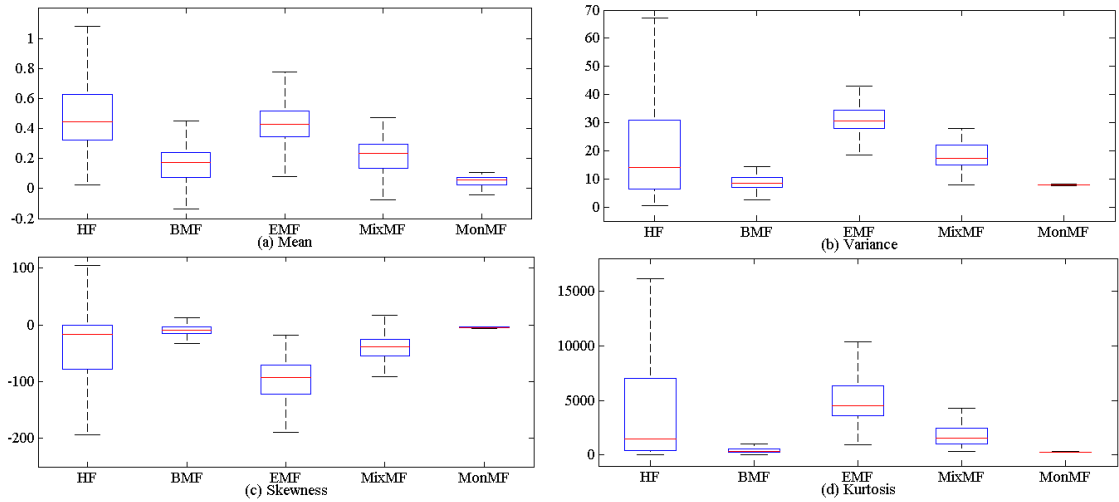 1
0.8
0.6
0.4
0.2
0
-0.2
HF BMF EMF MixMF MonMF
(a) Mean
70
60
50
40
30
20
10
0
HF BMF EMF MixMF MonMF
(b) Variance
100
0
-100
-200
HF BMF EMF MixMF MonMF
(c) Skewness
15000
10000
5000
0
HF BMF EMF MixMF MonMF
(d) Kurtosis